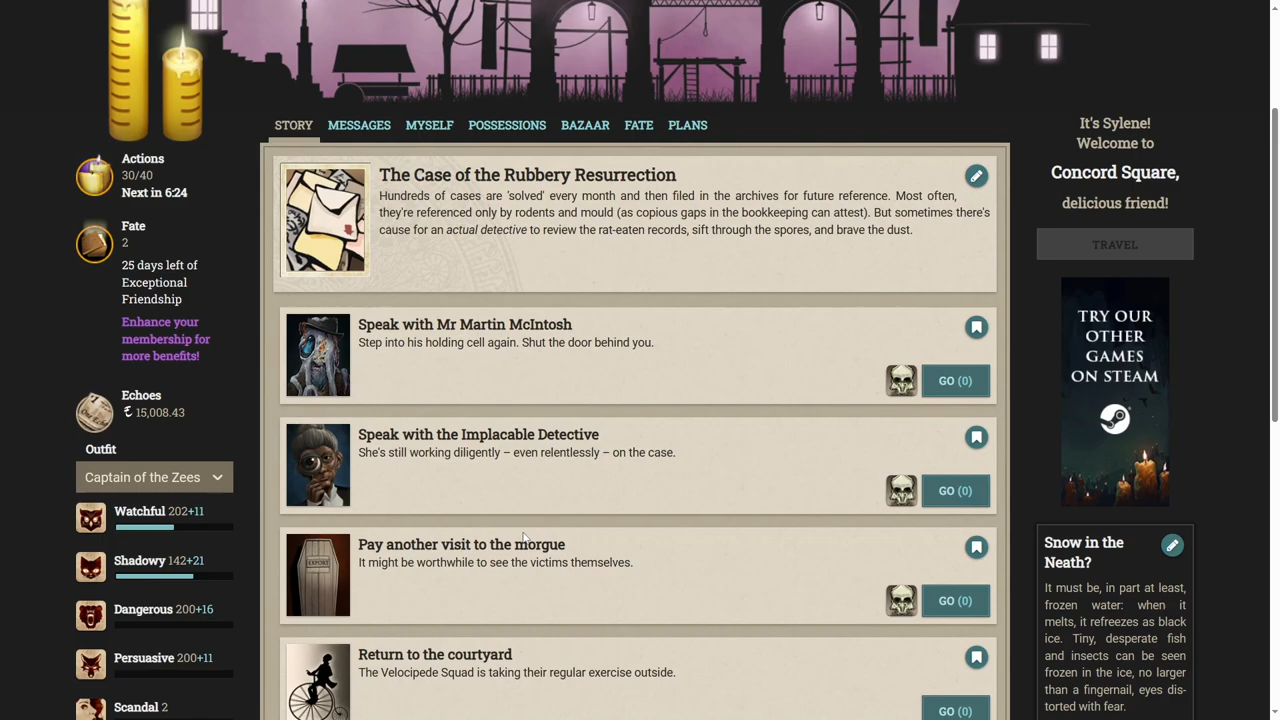 STORY MESSAGES MYSELF POSSESSIONS BAZAAR FATE PLANS
Actions
30/40
Next in 6:24
Fate
2
25 days left of
Exceptional
Friendship
Enhance your
membership for
more benefits!
Echoes
15,008.43
Outfit
Captain of the Zees
Watchful 202+11
Shadowy 142+21
Dangerous 200+16
Persuasive 200+11
Scandal 2
The Case of the Rubbery Resurrection
Hundreds of cases are 'solved' every month and then filed in the archives for future reference. Most often,
they're referenced only by rodents and mould (as copious gaps in the bookkeeping can attest). But sometimes there's
cause for an actual detective to review the rat-eaten records, sift through the spores, and brave the dust.
Speak with Mr Martin McIntosh
Step into his holding cell again. Shut the door behind you.
GO (0)
Speak with the Implacable Detective
She's still working diligently – even relentlessly – on the case.
GO (0)
Pay another visit to the morgue
It might be worthwhile to see the victims themselves.
EXPORT
GO (0)
Return to the courtyard
The Velocipede Squad is taking their regular exercise outside.
GO (0)
It's Sylene!
Welcome to
Concord Square,
delicious friend!
TRAVEL
TRY OUR
OTHER
GAMES
ON STEAM
Snow in the
Neath?
It must be, in part at least,
frozen water: when it
melts, it refreezes as black
ice. Tiny, desperate fish
and insects can be seen
frozen in the ice, no larger
than a fingernail, eyes dis-
torted with fear.